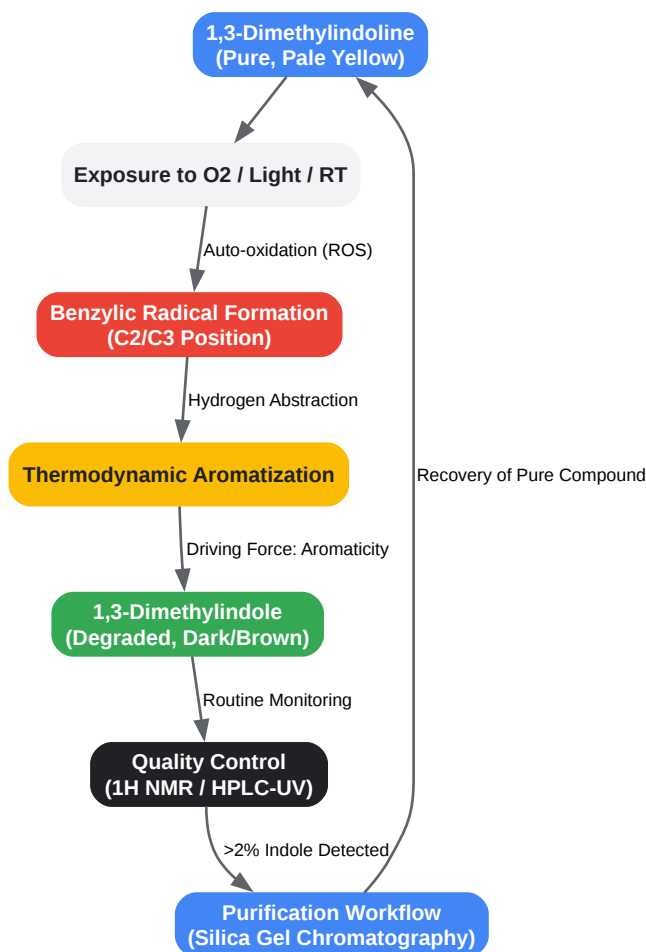 1,3-Dimethylindoline
(Pure, Pale Yellow)
Exposure to O2 / Light / RT
Auto-oxidation (ROS)
Benzylic Radical Formation
(C2/C3 Position)
Hydrogen Abstraction
Thermodynamic Aromatization
Recovery of Pure Compound
Driving Force: Aromaticity
1,3-Dimethylindole
(Degraded, Dark/Brown)
Routine Monitoring
Quality Control
(1H NMR / HPLC-UV)
>2% Indole Detected
Purification Workflow
(Silica Gel Chromatography)